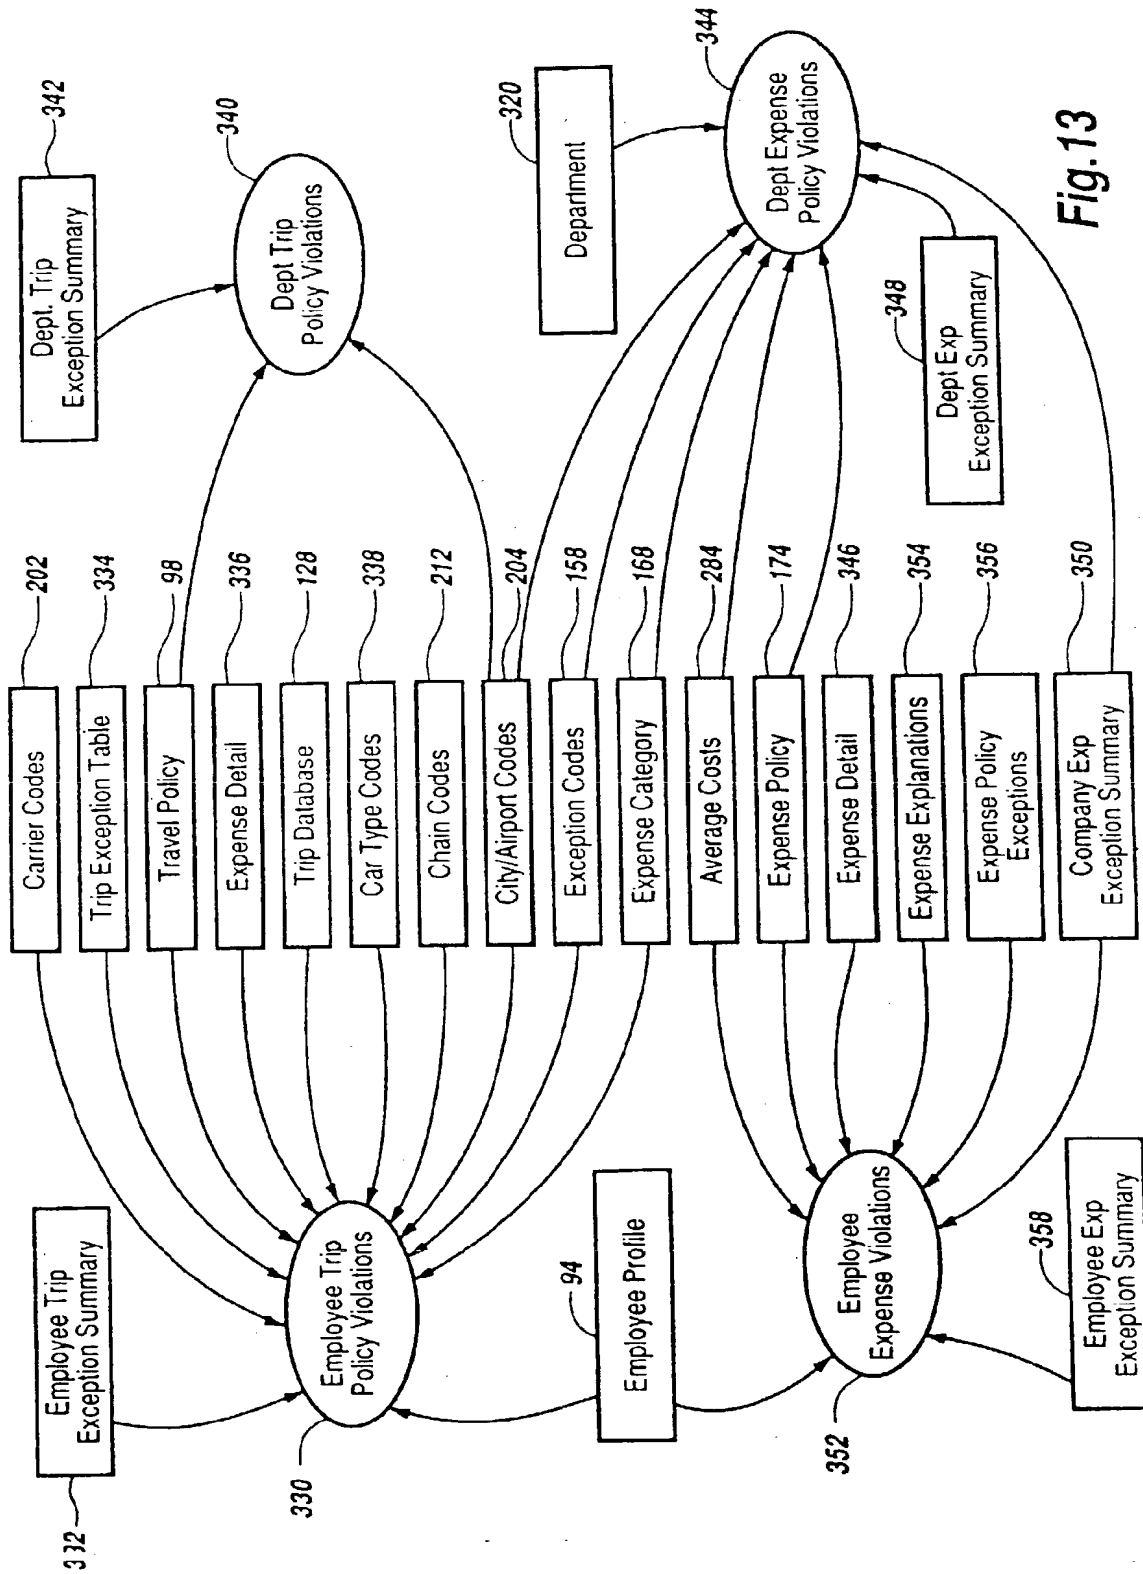 332
Employee Trip
Exception Summary
330
Employee Trip
Policy Violations
94
Employee Profile
352
Employee
Expense Violations
358
Employee Exp
Exception Summary
Carrier Codes
202
Trip Exception Table
334
Travel Policy
98
Expense Detail
336
Trip Database
128
Car Type Codes
338
Chain Codes
212
City/Airport Codes
204
Exception Codes
158
Expense Category
168
Average Costs
284
Expense Policy
174
Expense Detail
346
Expense Explanations
354
Expense Policy
Exceptions
356
Company Exp
Exception Summary
350
Dept. Trip
Exception Summary
342
Dept Trip
Policy Violations
340
Department
320
Dept Expense
Policy Violations
344
Dept Exp
Exception Summary
348
Fig.13